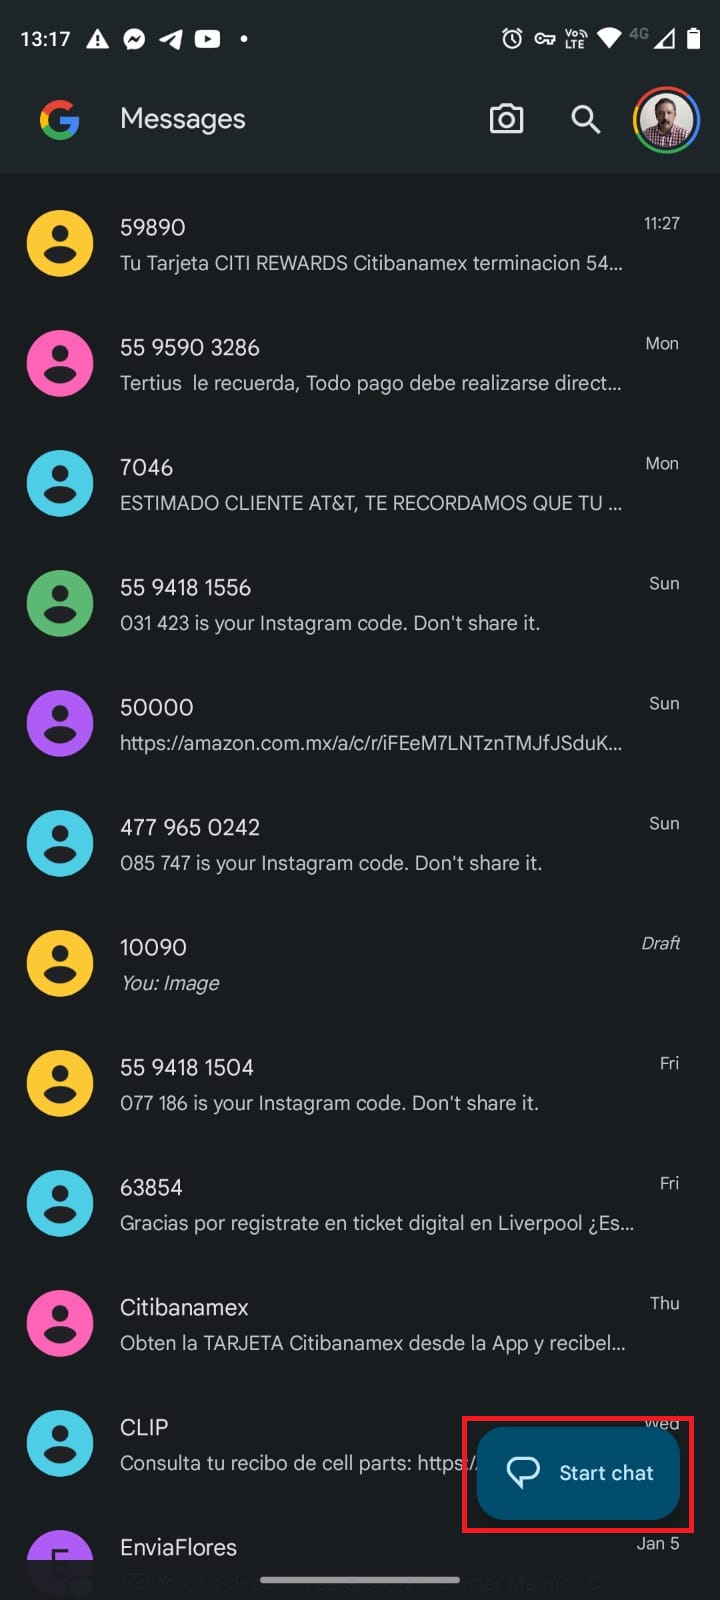 13:17
Vo)) LTE 4G
Messages
59890 11:27
Tu Tarjeta CITI REWARDS Citibanamex terminacion 54...
55 9590 3286 Mon
Tertius le recuerda, Todo pago debe realizarse direct...
7046 Mon
ESTIMADO CLIENTE AT&T, TE RECORDAMOS QUE TU ...
55 9418 1556 Sun
031 423 is your Instagram code. Don't share it.
50000 Sun
https://amazon.com.mx/a/c/r/iFEeM7LNTznTMJfJSduK...
477 965 0242 Sun
085 747 is your Instagram code. Don't share it.
10090 Draft
You: Image
55 9418 1504 Fri
077 186 is your Instagram code. Don't share it.
63854 Fri
Gracias por registrate en ticket digital en Liverpool ¿Es...
Citibanamex Thu
Obten la TARJETA Citibanamex desde la App y recibel...
CLIP Wed
Consulta tu recibo de cell parts: https:/
Start chat
E
EnviaFlores Jan 5
You: La direccion es